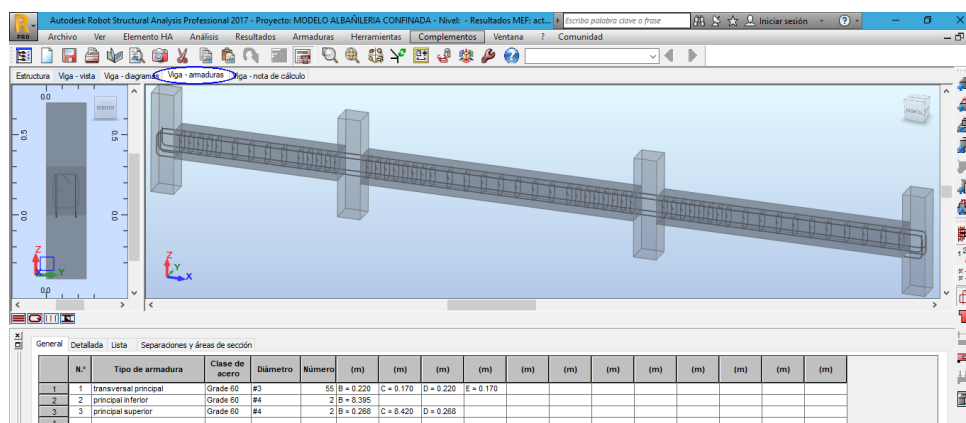 Autodesk Robot Structural Analysis Professional 2017 - Proyecto: MODELO ALBAÑILERIA CONFINADA - Nivel: - Resultados MEF: act...
Escriba palabra clave o frase
Iniciar sesión
PRO
Archivo Ver Elemento HA Análisis Resultados Armaduras Herramientas Complementos Ventana ? Comunidad
Estructura Viga - vista Viga - diagramas Viga - armaduras Viga - nota de cálculo
0,0
0,0
Z
X
Y
Z
Y
X
General Detallada Lista Separaciones y áreas de sección
N.° Tipo de armadura Clase de acero Diámetro Número (m) (m) (m) (m) (m) (m) (m) (m) (m) (m) (m)
1 1 transversal principal Grade 60 #3 55 B = 0.220 C = 0.170 D = 0.220 E = 0.170
2 2 principal inferior Grade 60 #4 2 B = 8.395
3 3 principal superior Grade 60 #4 2 B = 0.268 C = 8.420 D = 0.268